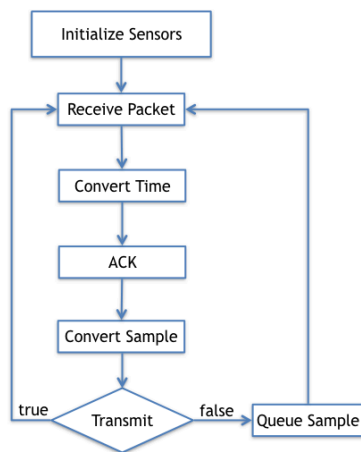 Initialize Sensors
Receive Packet
Convert Time
ACK
Convert Sample
true
Transmit
false
Queue Sample